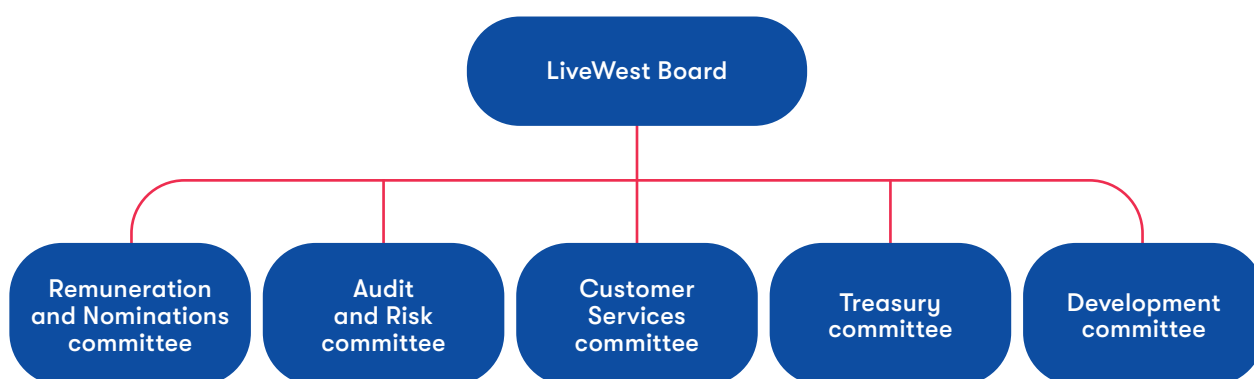 LiveWest Board
Remuneration
and Nominations
committee
Audit
and Risk
committee
Customer
Services
committee
Treasury
committee
Development
committee